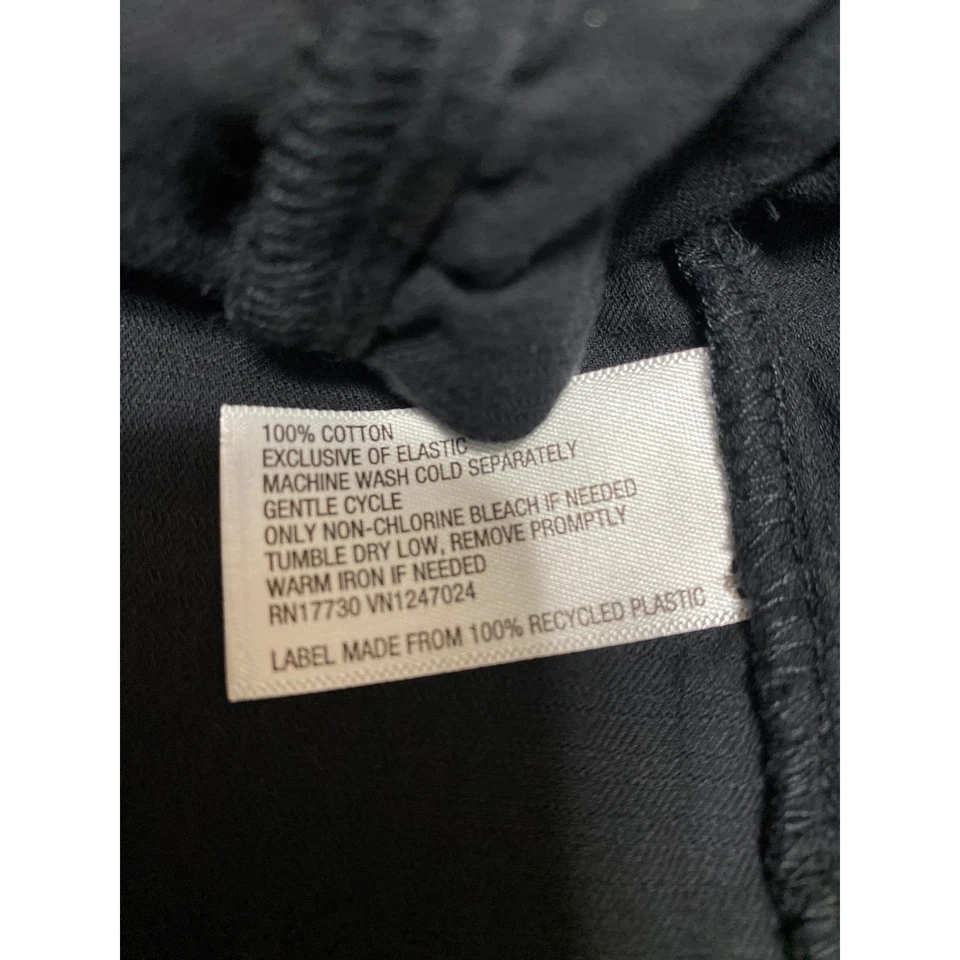 100% COTTON
EXCLUSIVE OF ELASTIC
MACHINE WASH COLD SEPARATELY
GENTLE CYCLE
ONLY NON-CHLORINE BLEACH IF NEEDED
TUMBLE DRY LOW, REMOVE PROMPTLY
WARM IRON IF NEEDED
RN17730 VN1247024
LABEL MADE FROM 100% RECYCLED PLASTIC